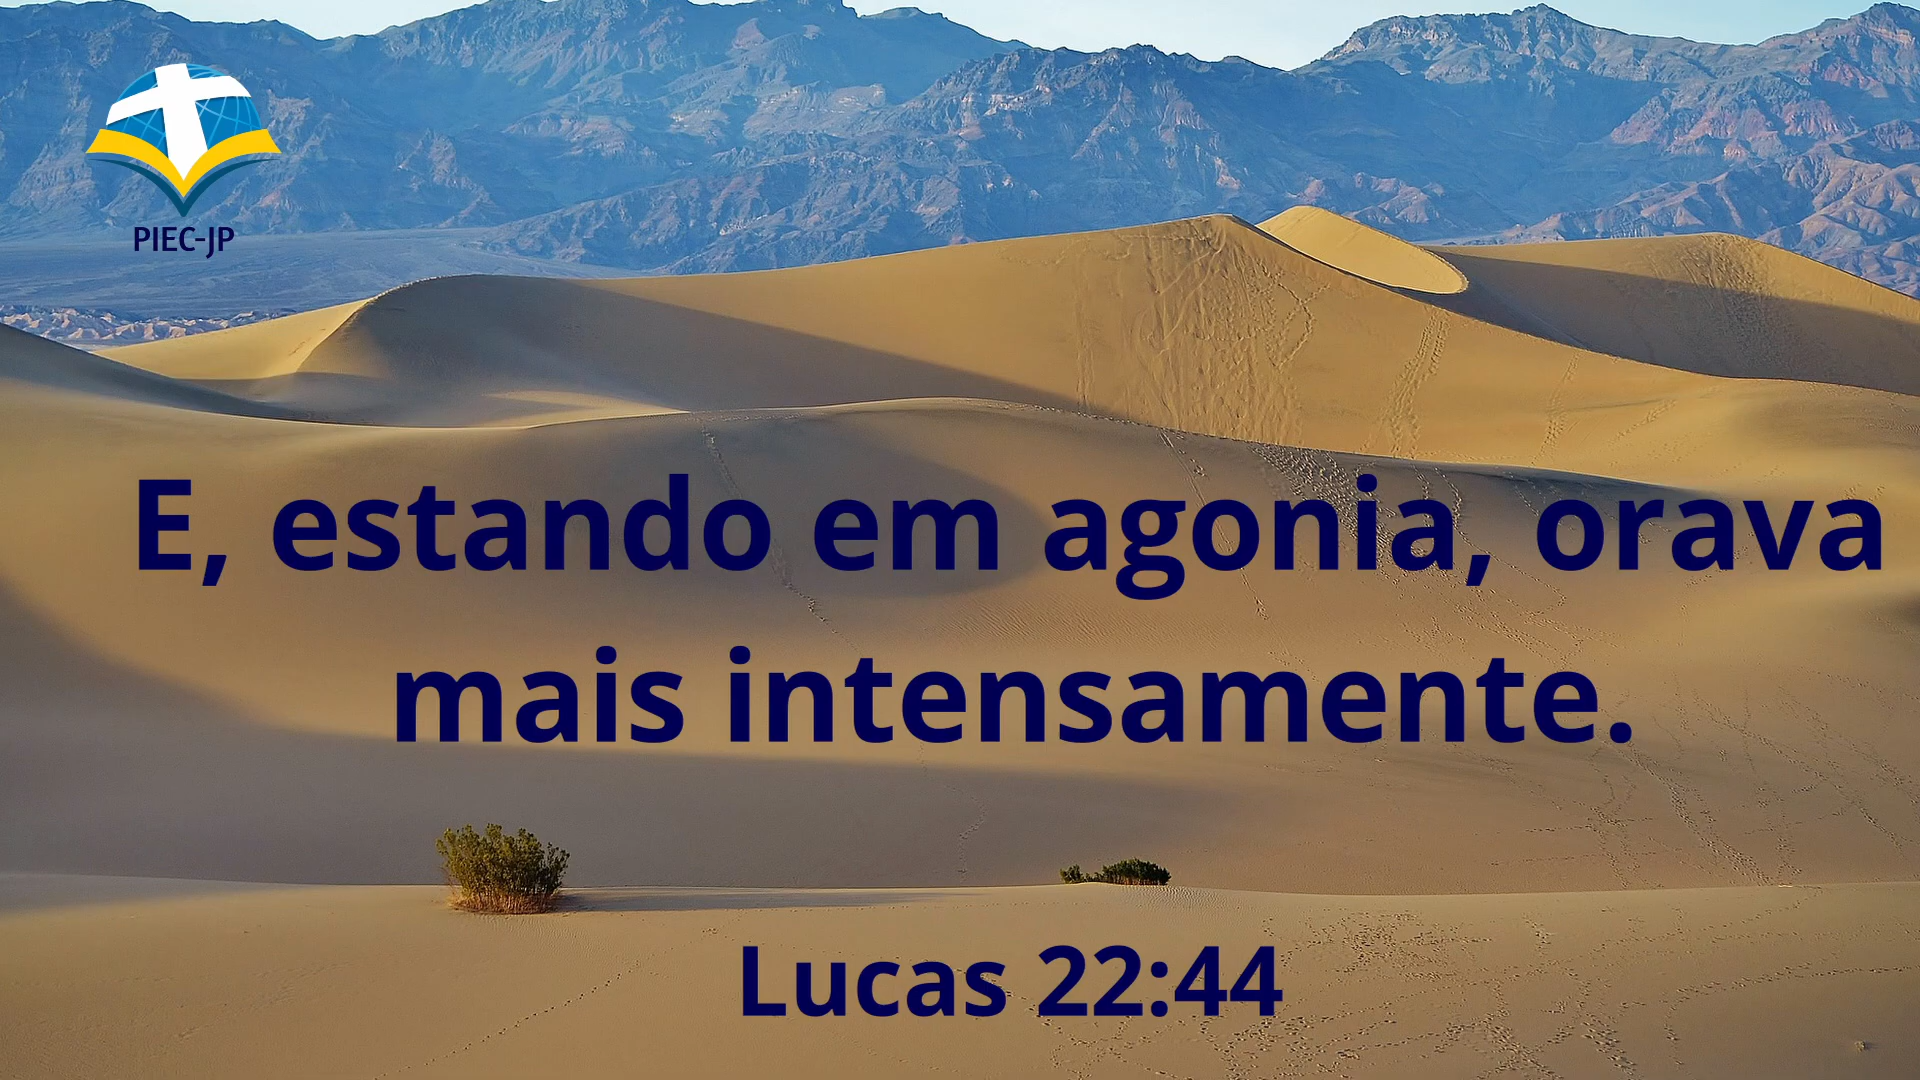 PIEC-JP
E, estando em agonia, orava
mais intensamente.
Lucas 22:44